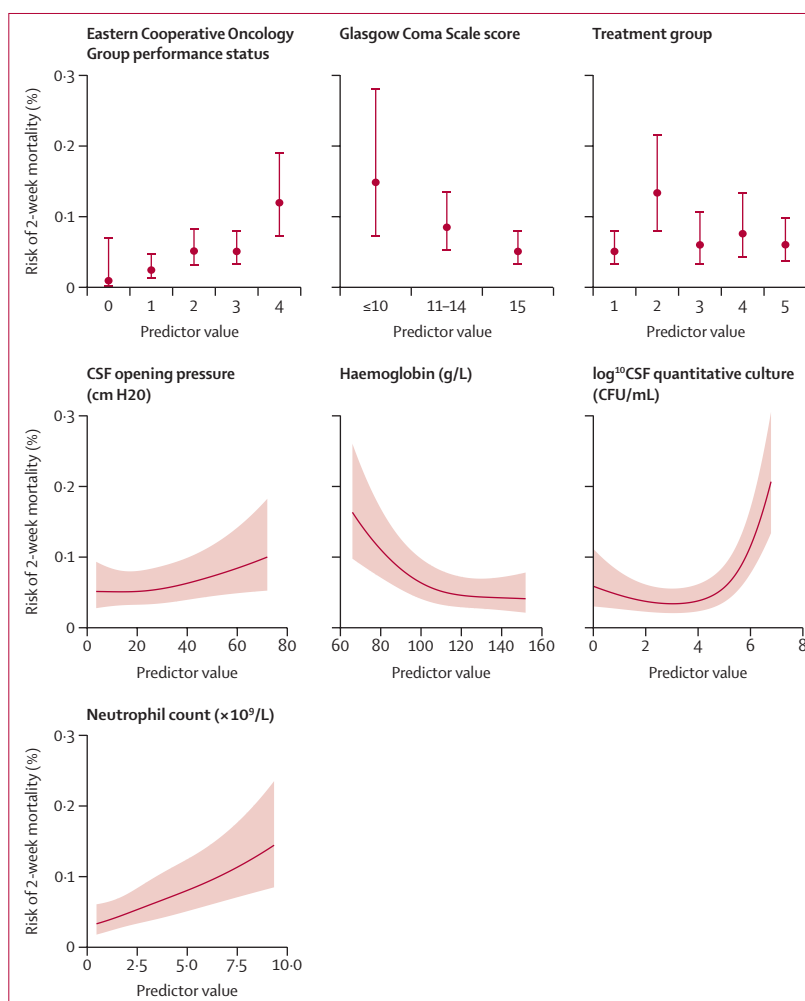 Eastern Cooperative Oncology
Group performance status
Glasgow Coma Scale score
Treatment group
Risk of 2-week mortality (%)
0·3
0·2
0·1
0
0
1
2
3
4
Predictor value
≤10
11–14
15
Predictor value
1
2
3
4
5
Predictor value
CSF opening pressure
(cm H20)
Haemoglobin (g/L)
log¹⁰CSF quantitative culture
(CFU/mL)
Risk of 2-week mortality (%)
0·3
0·2
0·1
0
0
20
40
60
80
Predictor value
60
80
100
120
140
160
Predictor value
0
2
4
6
8
Predictor value
Neutrophil count (×10⁹/L)
Risk of 2-week mortality (%)
0·3
0·2
0·1
0
0
2·5
5·0
7·5
10·0
Predictor value